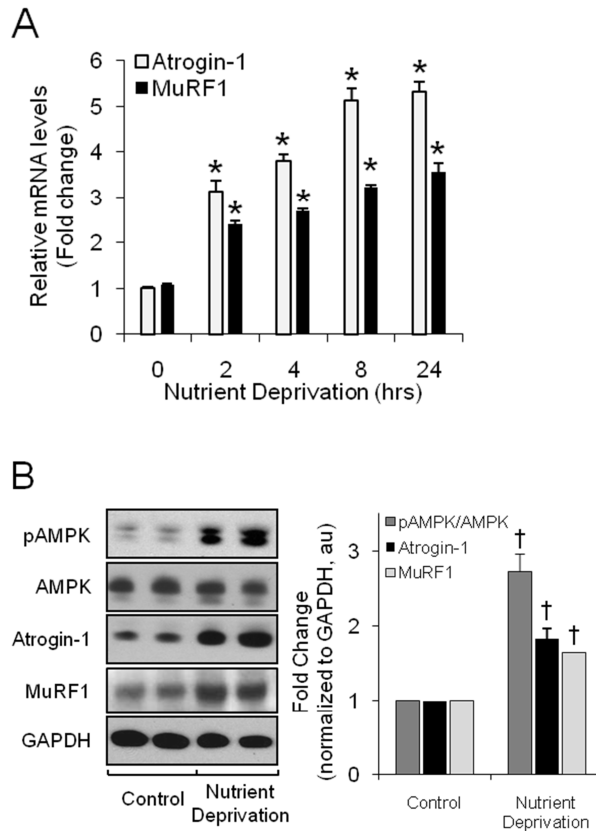 A
Relative mRNA levels
(Fold change)
6
5
4
3
2
1
0
Atrogin-1
MuRF1
* * * *
* * * *
0 2 4 8 24
Nutrient Deprivation (hrs)
B
pAMPK
AMPK
Atrogin-1
MuRF1
GAPDH
Control
Nutrient
Deprivation
Fold Change
(normalized to GAPDH, au)
3
2
1
0
pAMPK/AMPK
Atrogin-1
MuRF1
† † †
Control
Nutrient
Deprivation